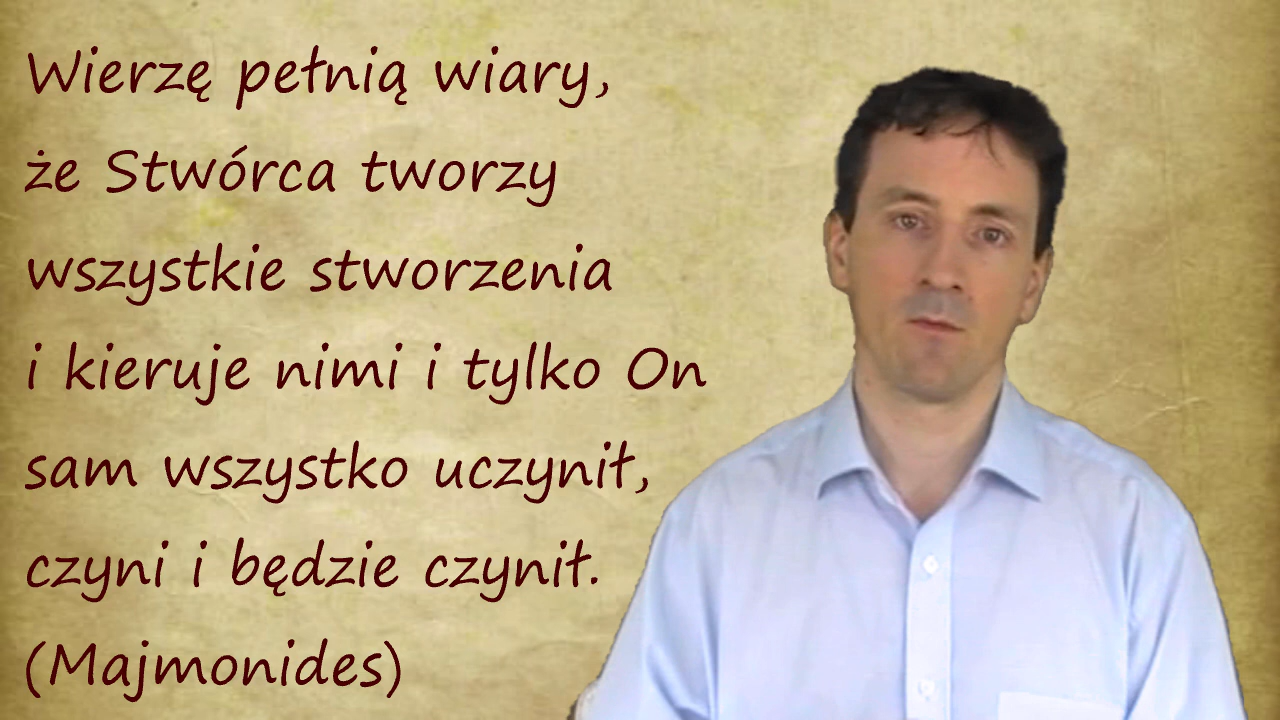 Wierzę pełnią wiary,
że Stwórca tworzy
wszystkie stworzenia
i kieruje nimi i tylko On
sam wszystko uczynił,
czyni i będzie czynił.
(Majmonides)